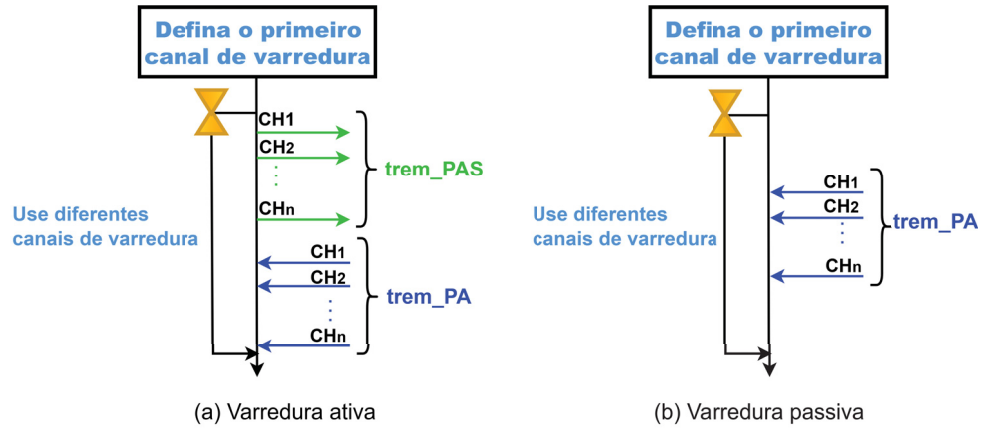 Defina o primeiro
canal de varredura
CH1
CH2
CHn
trem_PAS
Use diferentes
canais de varredura
CH1
CH2
CHn
trem_PA
(a) Varredura ativa
Defina o primeiro
canal de varredura
CH1
CH2
CHn
trem_PA
Use diferentes
canais de varredura
(b) Varredura passiva